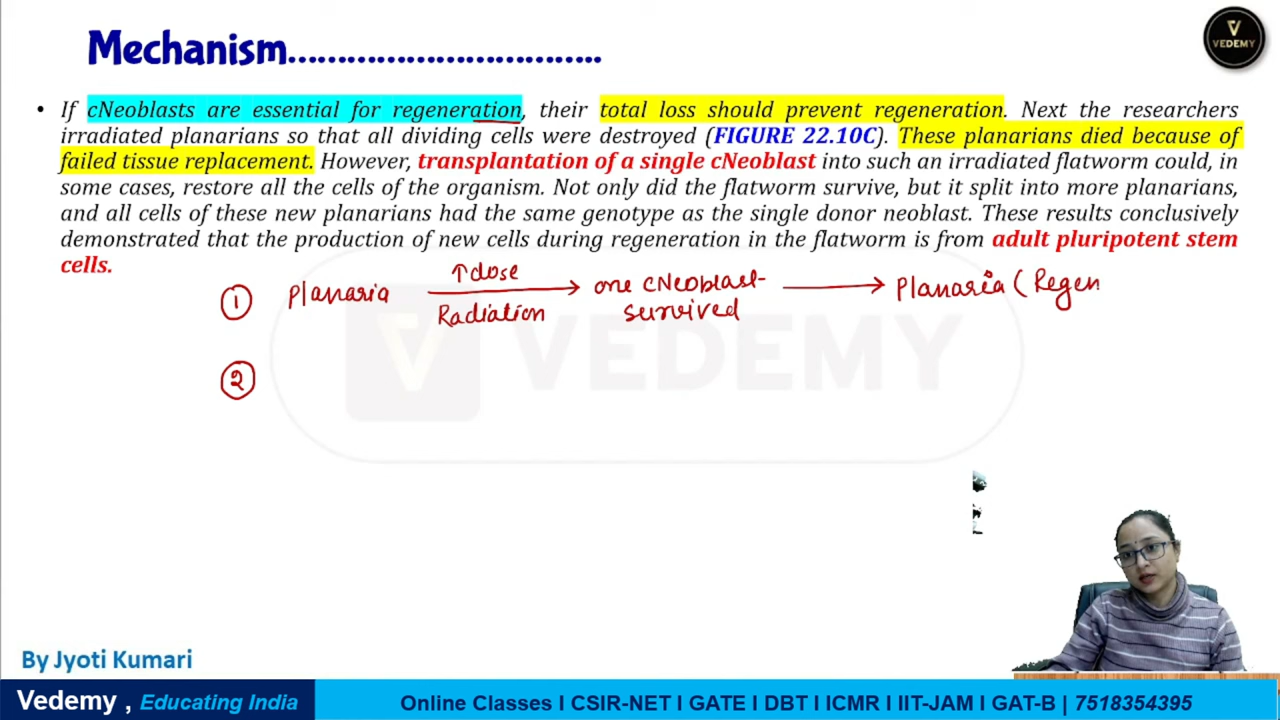 Mechanism.................................
VEDEMY
• If cNeoblasts are essential for regeneration, their total loss should prevent regeneration. Next the researchers
irradiated planarians so that all dividing cells were destroyed (FIGURE 22.10C). These planarians died because of
failed tissue replacement. However, transplantation of a single cNeoblast into such an irradiated flatworm could, in
some cases, restore all the cells of the organism. Not only did the flatworm survive, but it split into more planarians,
and all cells of these new planarians had the same genotype as the single donor neoblast. These results conclusively
demonstrated that the production of new cells during regeneration in the flatworm is from adult pluripotent stem
cells.
① Planaria ↑dose Radiation → one cNeoblast survived → Planaria (Regen
②
VEDEMY
By Jyoti Kumari
Vedemy , Educating India
Online Classes I CSIR-NET I GATE I DBT I ICMR I IIT-JAM I GAT-B | 7518354395